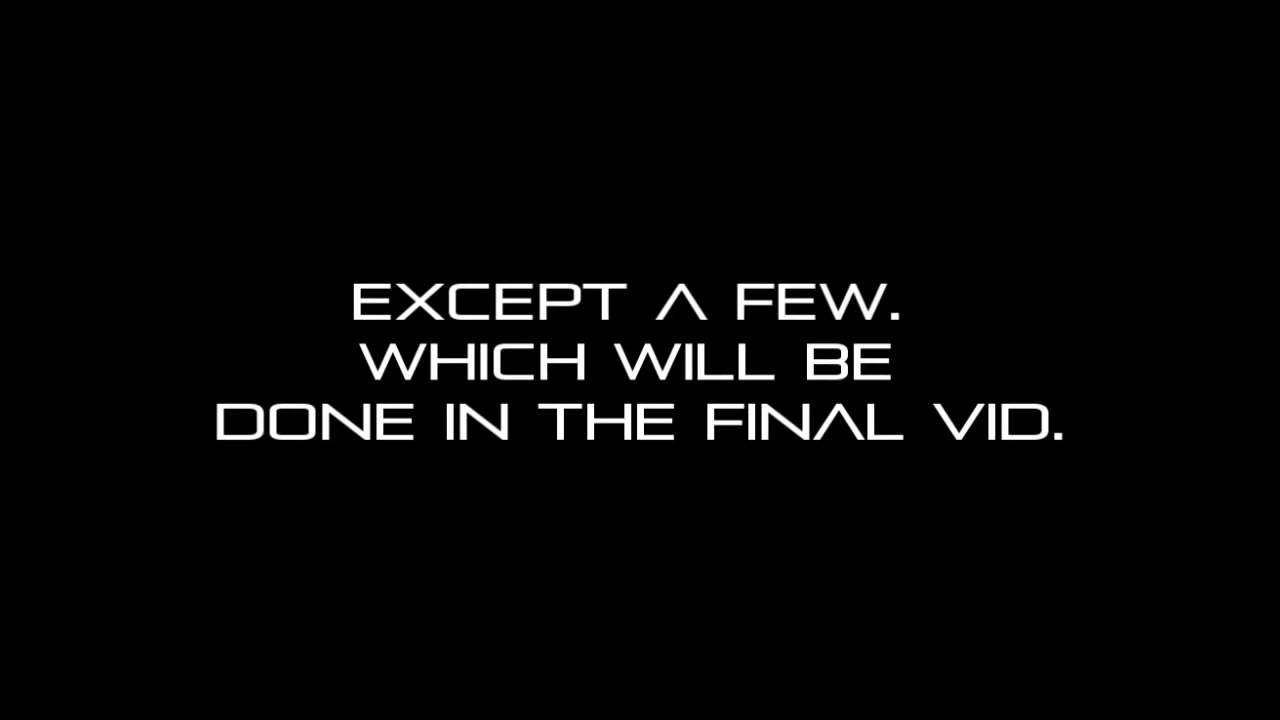 EXCEPT A FEW.
WHICH WILL BE
DONE IN THE FINAL VID.